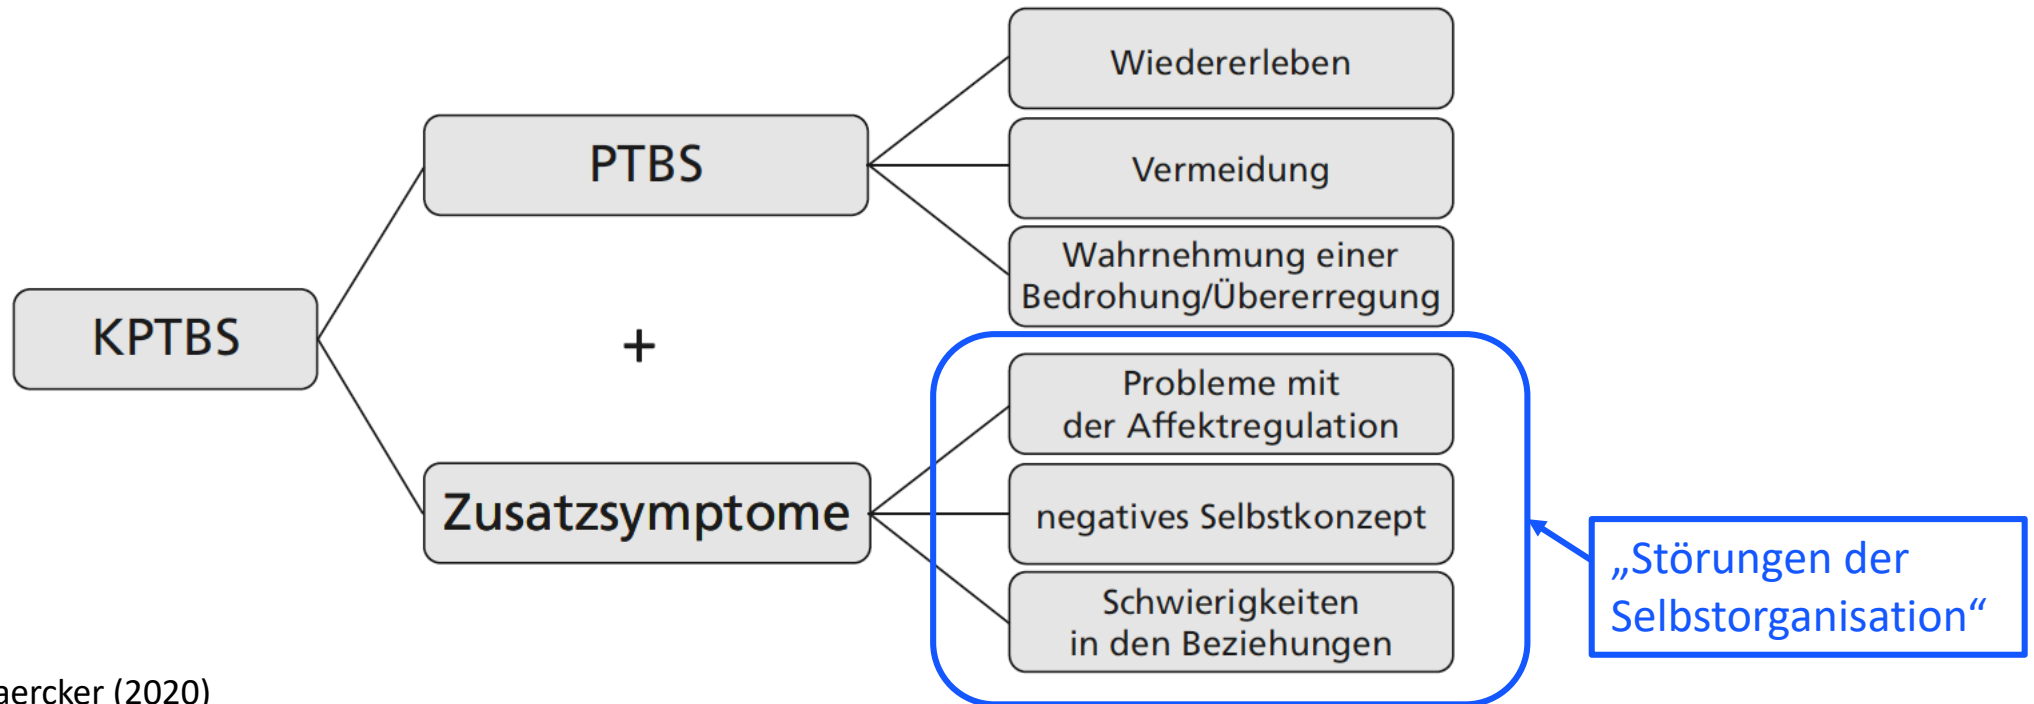 Wiedererleben
PTBS
Vermeidung
Wahrnehmung einer
Bedrohung/Übererregung
KPTBS
+
Probleme mit
der Affektregulation
Zusatzsymptome
negatives Selbstkonzept
„Störungen der
Selbstorganisation“
Schwierigkeiten
in den Beziehungen
aercker (2020)